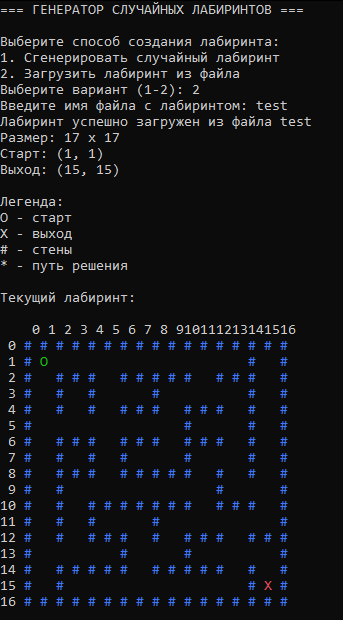 === ГЕНЕРАТОР СЛУЧАЙНЫХ ЛАБИРИНТОВ ===
Выберите способ создания лабиринта:
1. Сгенерировать случайный лабиринт
2. Загрузить лабиринт из файла
Выберите вариант (1-2): 2
Введите имя файла с лабиринтом: test
Лабиринт успешно загружен из файла test
Размер: 17 x 17
Старт: (1, 1)
Выход: (15, 15)
Легенда:
O - старт
X - выход
# - стены
* - путь решения
Текущий лабиринт:
    0 1 2 3 4 5 6 7 8 910111213141516
 0 # # # # # # # # # # # # # # # # #
 1 # O                         #   #
 2 #   # # #   # # # # #   # # #   #
 3 #   #   #       #           #   #
 4 #   #   #   # # #   # # #   #   #
 5 #                   #       #   #
 6 #   # # #   # # #   # # #   #   #
 7 #   #   #   #       #       #   #
 8 #   # # #   # # # # #   #   #   #
 9 #   #                   #       #
10 #   #   # # # # # # #   # # #   #
11 #   #   #       #               #
12 #   #   # # #   #   # # #   # # #
13 #           #       #           #
14 #   # # #   # # # # # # #   #   #
15 #   #                       # X #
16 # # # # # # # # # # # # # # # # #